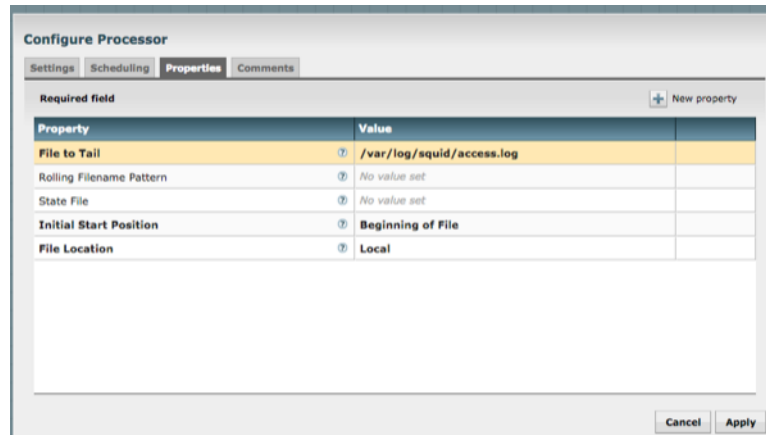 Configure Processor
Settings Scheduling Properties Comments
Required field New property
Property Value
File to Tail /var/log/squid/access.log
Rolling Filename Pattern No value set
State File No value set
Initial Start Position Beginning of File
File Location Local
Cancel Apply